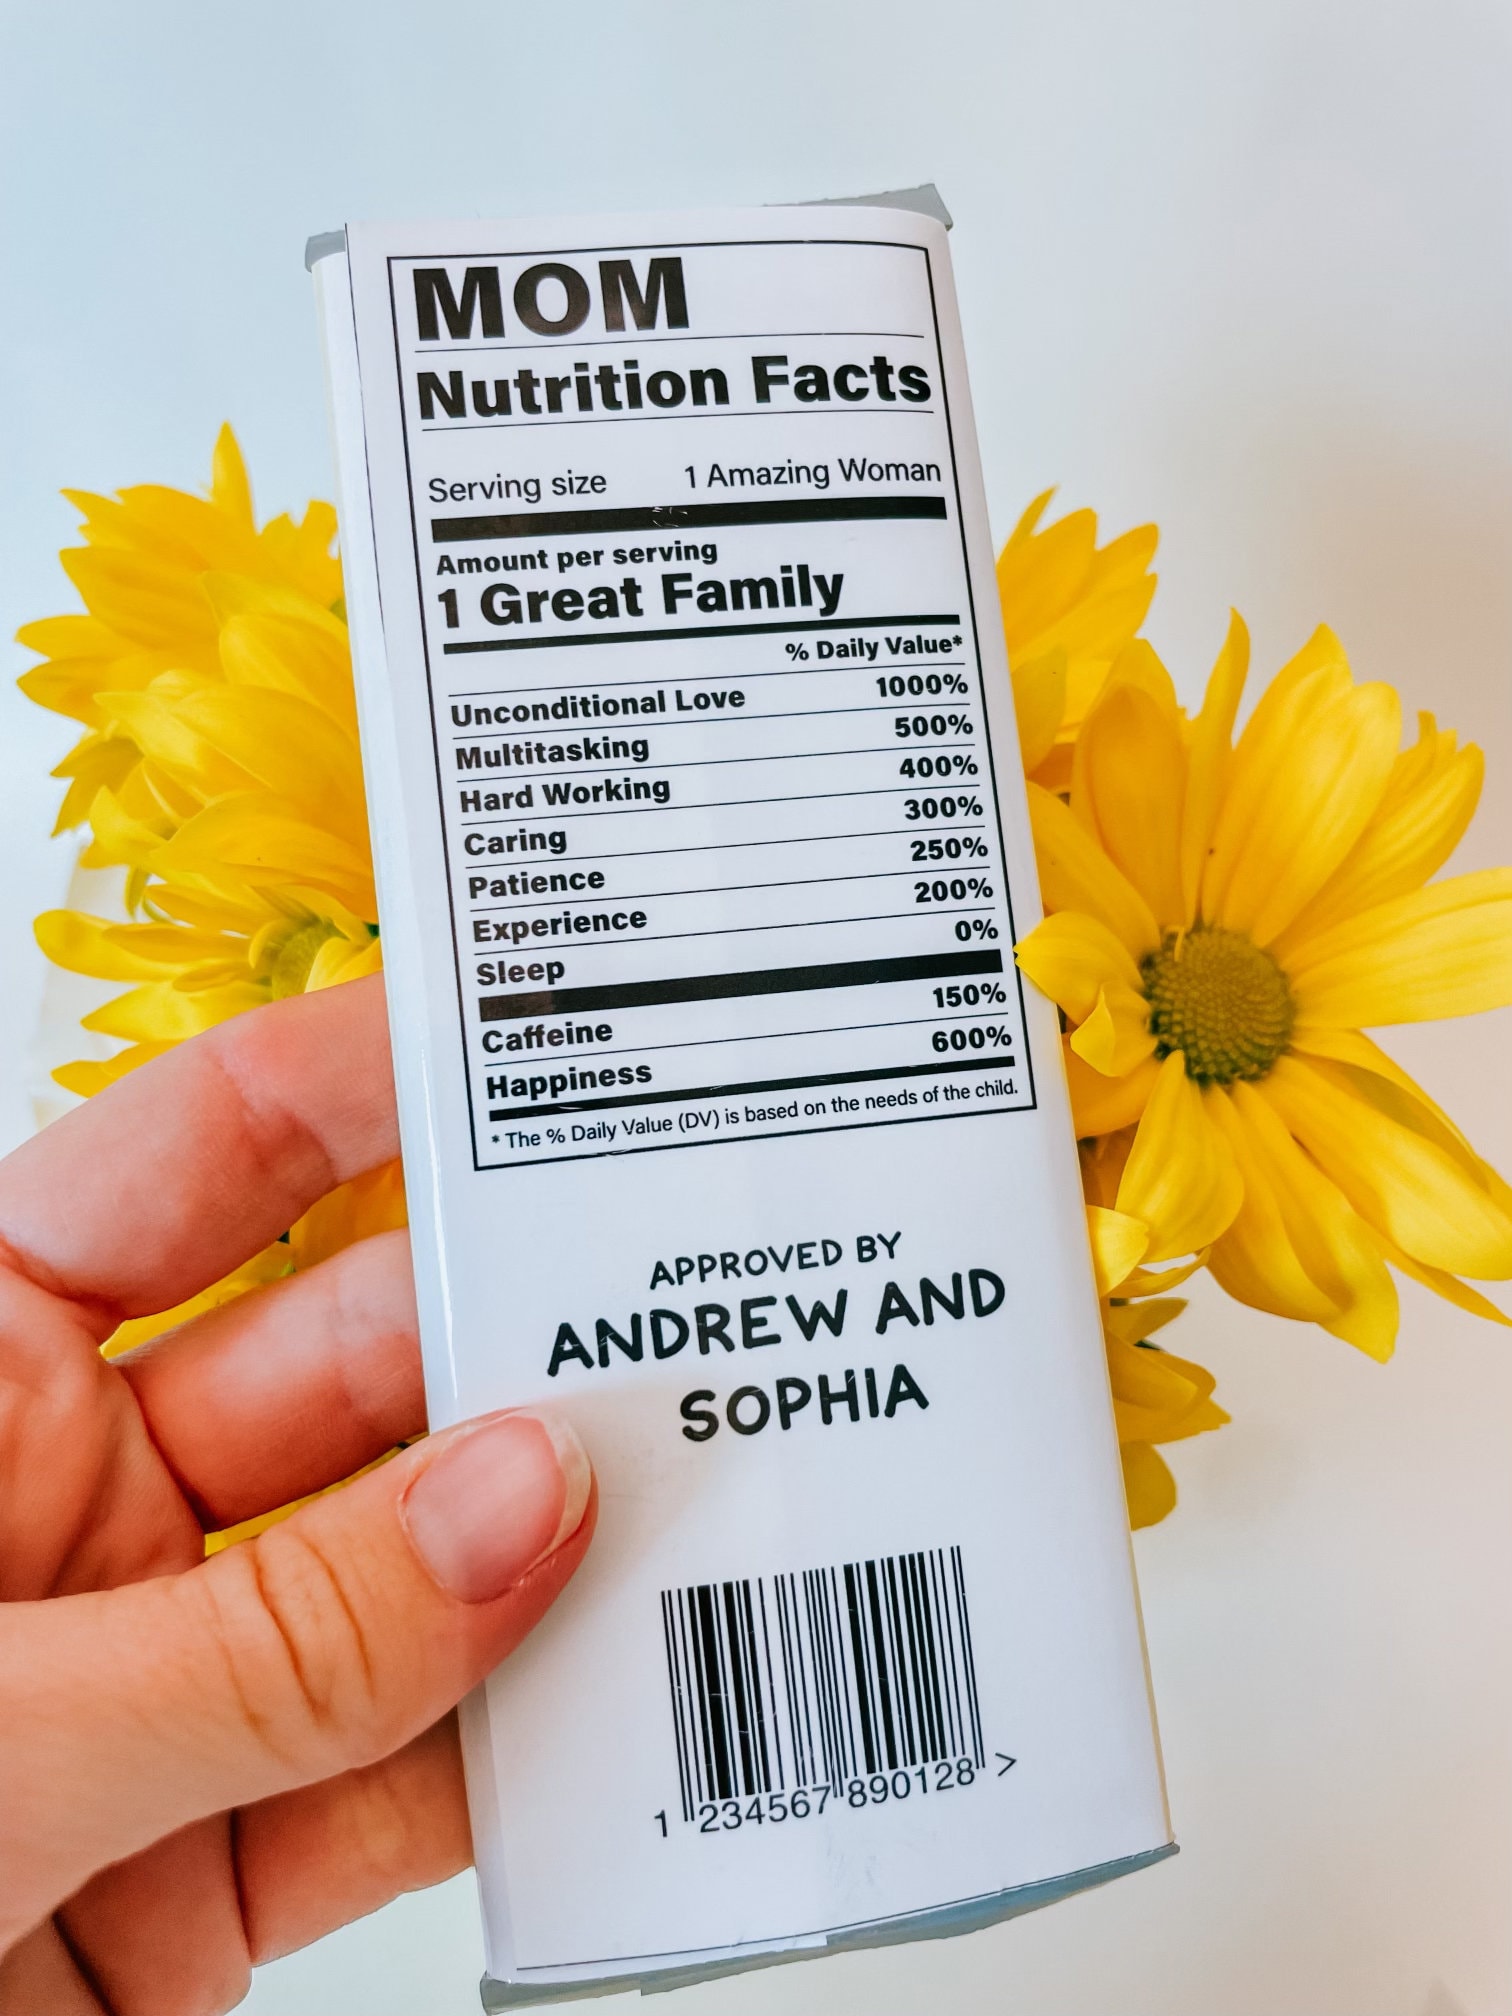 MOM
Nutrition Facts
Serving size 1 Amazing Woman
Amount per serving
1 Great Family
% Daily Value*
Unconditional Love 1000%
Multitasking 500%
Hard Working 400%
Caring 300%
Patience 250%
Experience 200%
Sleep 0%
Caffeine 150%
Happiness 600%
* The % Daily Value (DV) is based on the needs of the child.
APPROVED BY
ANDREW AND
SOPHIA
1 234567 890128 >